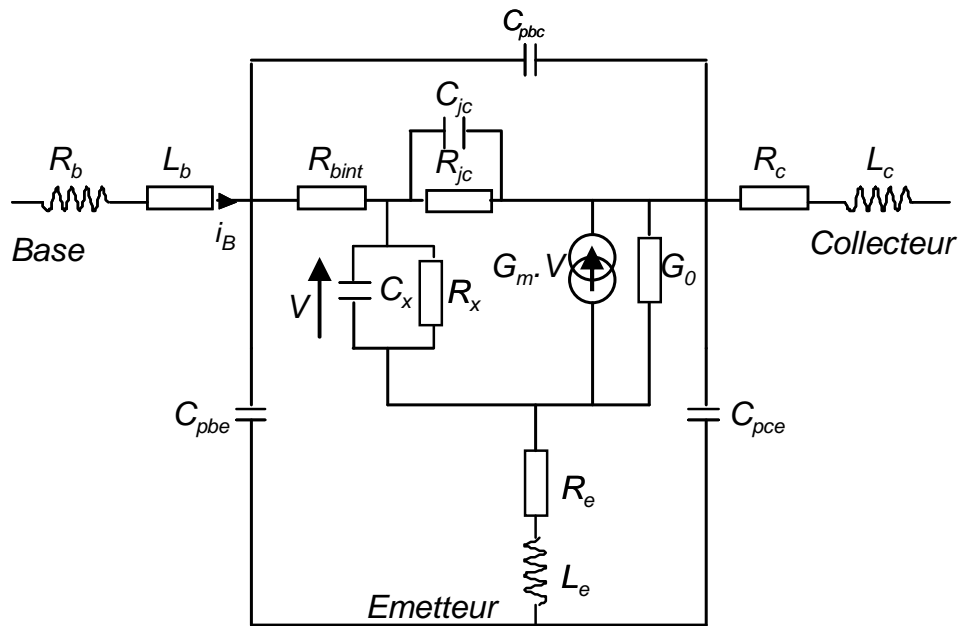 C_pbc
C_jc
R_b L_b R_bint R_jc R_c L_c
i_B
Base Collecteur
V C_x R_x G_m.V G_0
C_pbe C_pce
R_e
L_e
Emetteur